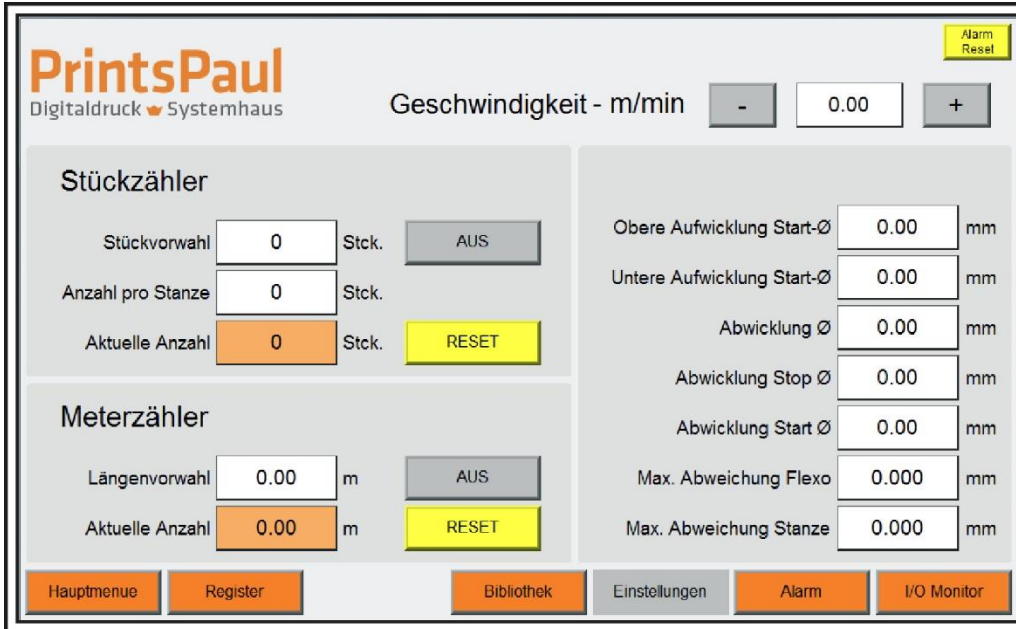 Alarm
Reset
PrintsPaul
Digitaldruck Systemhaus
Geschwindigkeit - m/min - 0.00 +
Stückzähler
Stückvorwahl 0 Stck. AUS
Anzahl pro Stanze 0 Stck.
Aktuelle Anzahl 0 Stck. RESET
Meterzähler
Längenvorwahl 0.00 m AUS
Aktuelle Anzahl 0.00 m RESET
Obere Aufwicklung Start-Ø 0.00 mm
Untere Aufwicklung Start-Ø 0.00 mm
Abwicklung Ø 0.00 mm
Abwicklung Stop Ø 0.00 mm
Abwicklung Start Ø 0.00 mm
Max. Abweichung Flexo 0.000 mm
Max. Abweichung Stanze 0.000 mm
Hauptmenue Register Bibliothek Einstellungen Alarm I/O Monitor